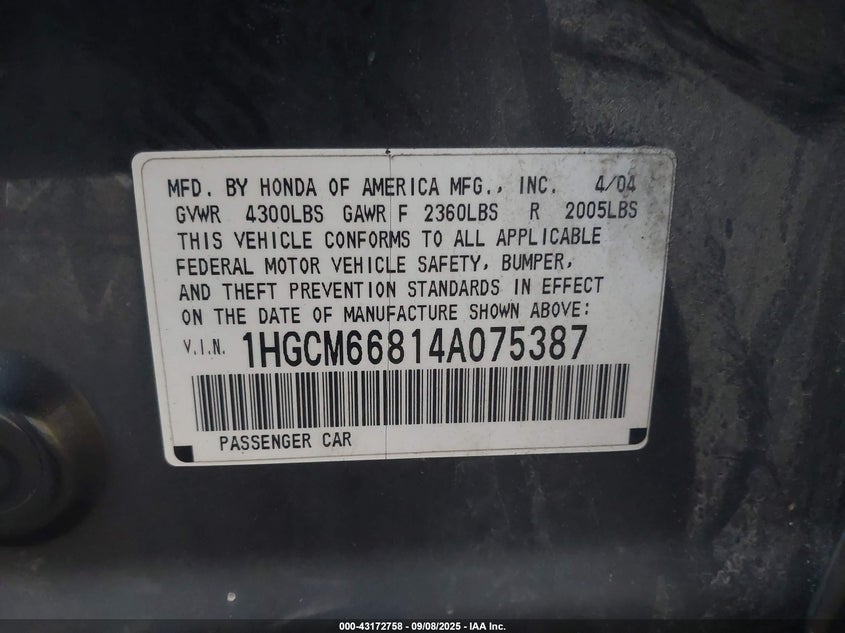 MFD. BY HONDA OF AMERICA MFG., INC. 4/04
GVWR 4300LBS GAWR F 2360LBS R 2005LBS
THIS VEHICLE CONFORMS TO ALL APPLICABLE
FEDERAL MOTOR VEHICLE SAFETY, BUMPER,
AND THEFT PREVENTION STANDARDS IN EFFECT
ON THE DATE OF MANUFACTURE SHOWN ABOVE:
V.I.N. 1HGCM66814A075387
PASSENGER CAR
000-43172758 - 09/08/2025 - IAA Inc.